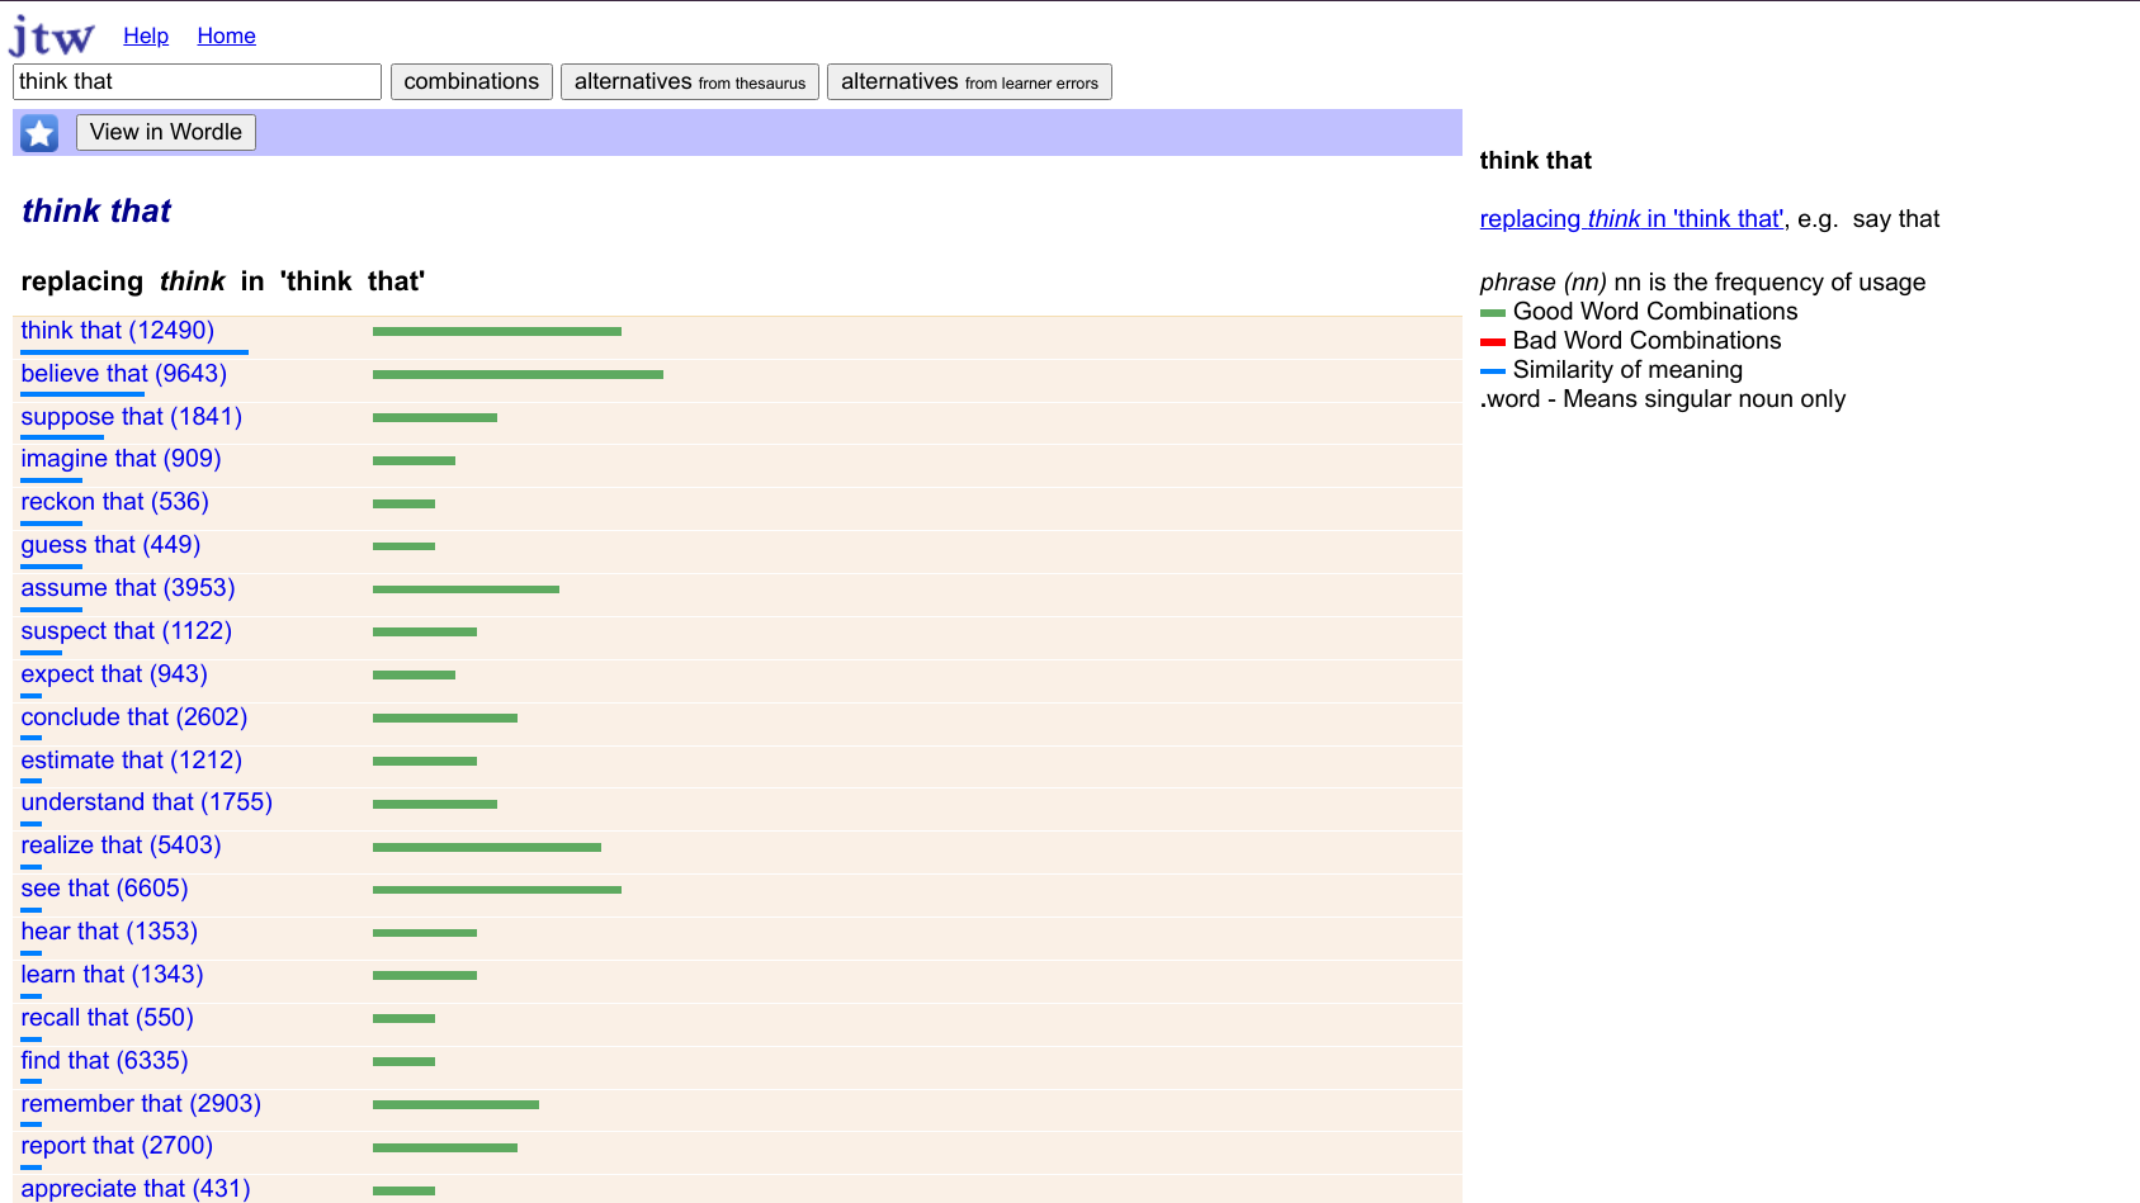 jtw Help Home
think that combinations alternatives from thesaurus alternatives from learner errors
View in Wordle
think that
replacing think in 'think that'
think that (12490)
believe that (9643)
suppose that (1841)
imagine that (909)
reckon that (536)
guess that (449)
assume that (3953)
suspect that (1122)
expect that (943)
conclude that (2602)
estimate that (1212)
understand that (1755)
realize that (5403)
see that (6605)
hear that (1353)
learn that (1343)
recall that (550)
find that (6335)
remember that (2903)
report that (2700)
appreciate that (431)
think that
replacing think in 'think that', e.g. say that
phrase (nn) nn is the frequency of usage
Good Word Combinations
Bad Word Combinations
Similarity of meaning
.word - Means singular noun only